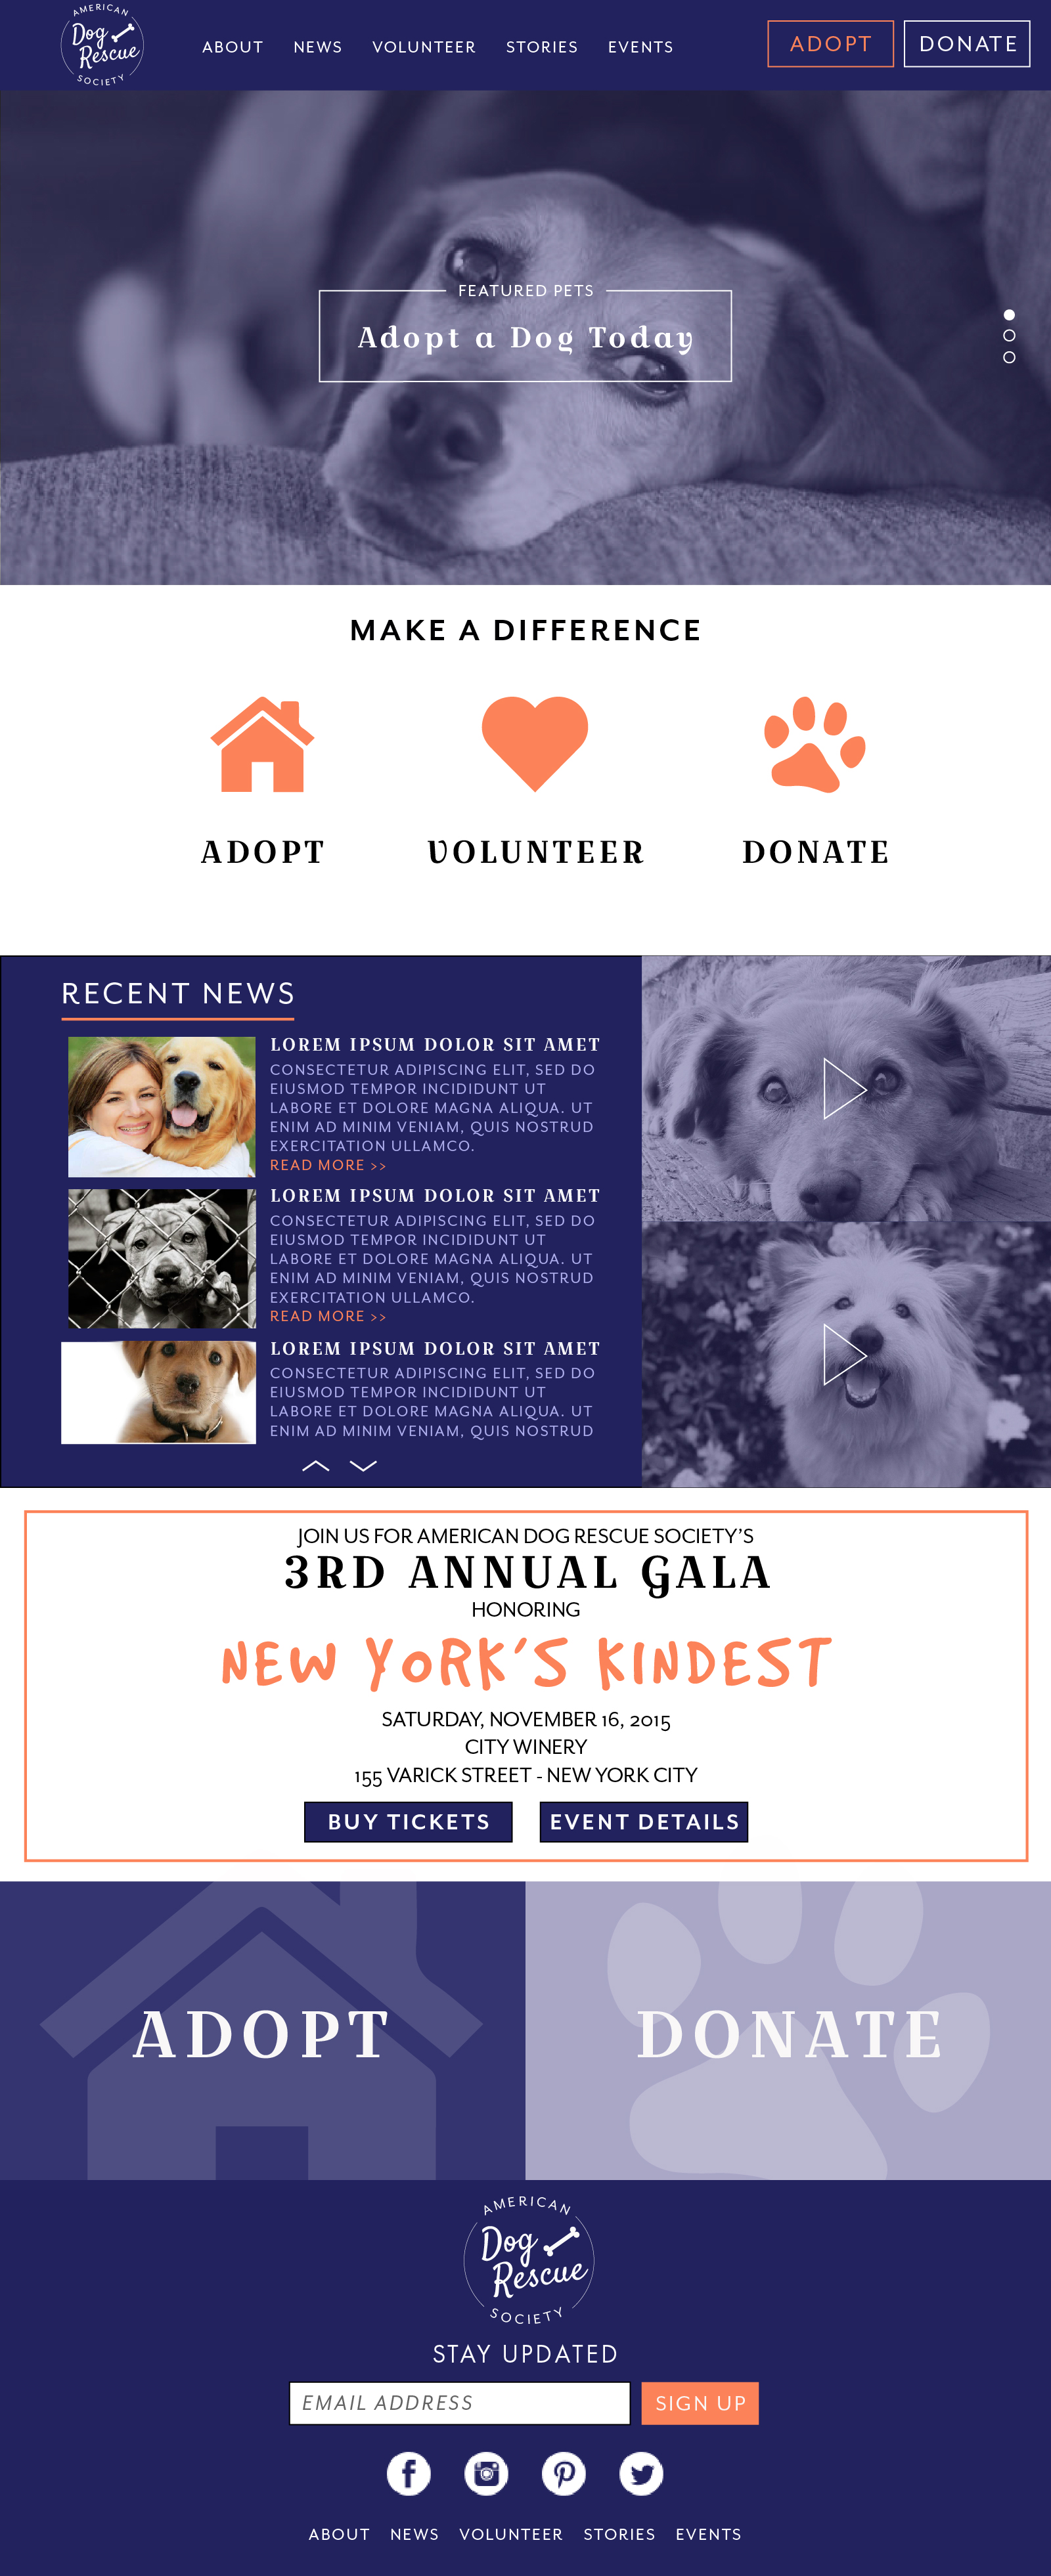 AMERICAN
Dog
Rescue
SOCIETY
ABOUT NEWS VOLUNTEER STORIES EVENTS
ADOPT DONATE
FEATURED PETS
Adopt a Dog Today
MAKE A DIFFERENCE
ADOPT VOLUNTEER DONATE
RECENT NEWS
LOREM IPSUM DOLOR SIT AMET
CONSECTETUR ADIPISCING ELIT, SED DO
EIUSMOD TEMPOR INCIDIDUNT UT
LABORE ET DOLORE MAGNA ALIQUA. UT
ENIM AD MINIM VENIAM, QUIS NOSTRUD
EXERCITATION ULLAMCO.
READ MORE >>
LOREM IPSUM DOLOR SIT AMET
CONSECTETUR ADIPISCING ELIT, SED DO
EIUSMOD TEMPOR INCIDIDUNT UT
LABORE ET DOLORE MAGNA ALIQUA. UT
ENIM AD MINIM VENIAM, QUIS NOSTRUD
EXERCITATION ULLAMCO.
READ MORE >>
LOREM IPSUM DOLOR SIT AMET
CONSECTETUR ADIPISCING ELIT, SED DO
EIUSMOD TEMPOR INCIDIDUNT UT
LABORE ET DOLORE MAGNA ALIQUA. UT
ENIM AD MINIM VENIAM, QUIS NOSTRUD
JOIN US FOR AMERICAN DOG RESCUE SOCIETY'S
3RD ANNUAL GALA
HONORING
NEW YORK'S KINDEST
SATURDAY, NOVEMBER 16, 2015
CITY WINERY
155 VARICK STREET - NEW YORK CITY
BUY TICKETS EVENT DETAILS
ADOPT DONATE
AMERICAN
Dog
Rescue
SOCIETY
STAY UPDATED
EMAIL ADDRESS SIGN UP
ABOUT NEWS VOLUNTEER STORIES EVENTS